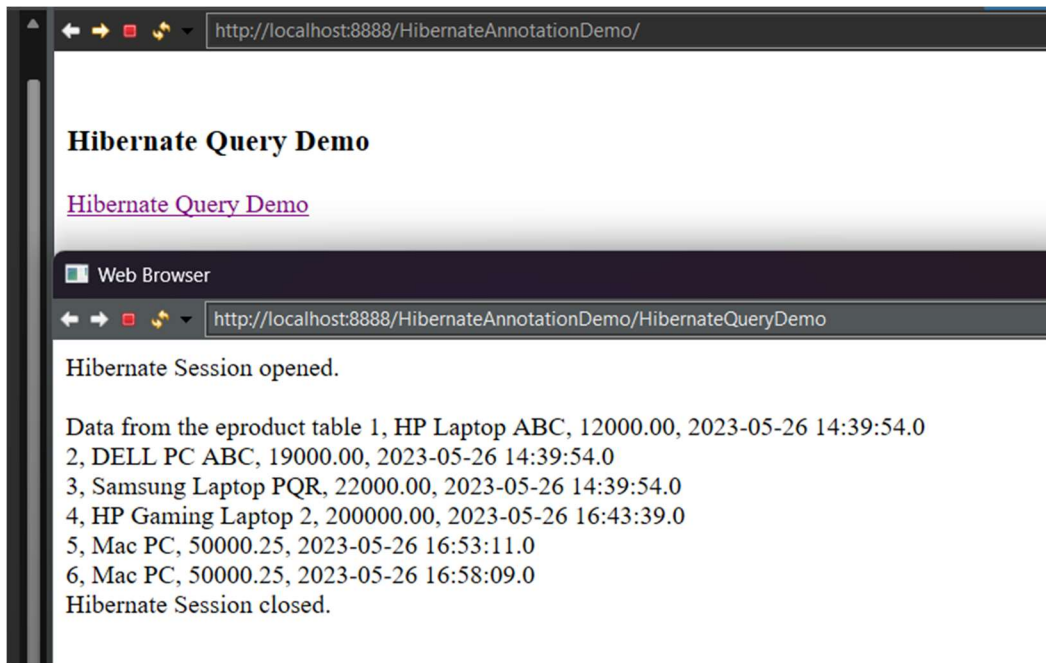 http://localhost:8888/HibernateAnnotationDemo/
Hibernate Query Demo
Hibernate Query Demo
Web Browser
http://localhost:8888/HibernateAnnotationDemo/HibernateQueryDemo
Hibernate Session opened.
Data from the eproduct table 1, HP Laptop ABC, 12000.00, 2023-05-26 14:39:54.0
2, DELL PC ABC, 19000.00, 2023-05-26 14:39:54.0
3, Samsung Laptop PQR, 22000.00, 2023-05-26 14:39:54.0
4, HP Gaming Laptop 2, 200000.00, 2023-05-26 16:43:39.0
5, Mac PC, 50000.25, 2023-05-26 16:53:11.0
6, Mac PC, 50000.25, 2023-05-26 16:58:09.0
Hibernate Session closed.